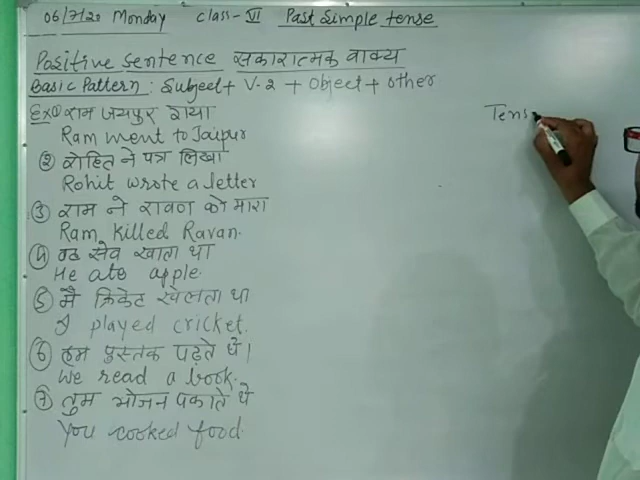 06/7/20 Monday class-VI Past Simple tense
Positive sentence सकारात्मक वाक्य
Basic Pattern: Subject + V-2 + Object + other
Ex① राम जयपुर गया
Ram went to Jaipur
② रोहित ने पत्र लिखा
Rohit wrote a letter
③ राम ने रावण को मारा
Ram killed Ravan.
④ वह सेव खाता था
He ate apple.
⑤ मैं क्रिकेट खेलता था
I played cricket.
⑥ हम पुस्तक पढ़ते थे।
We read a book.
⑦ तुम भोजन पकाते थे
You cooked food
Tens